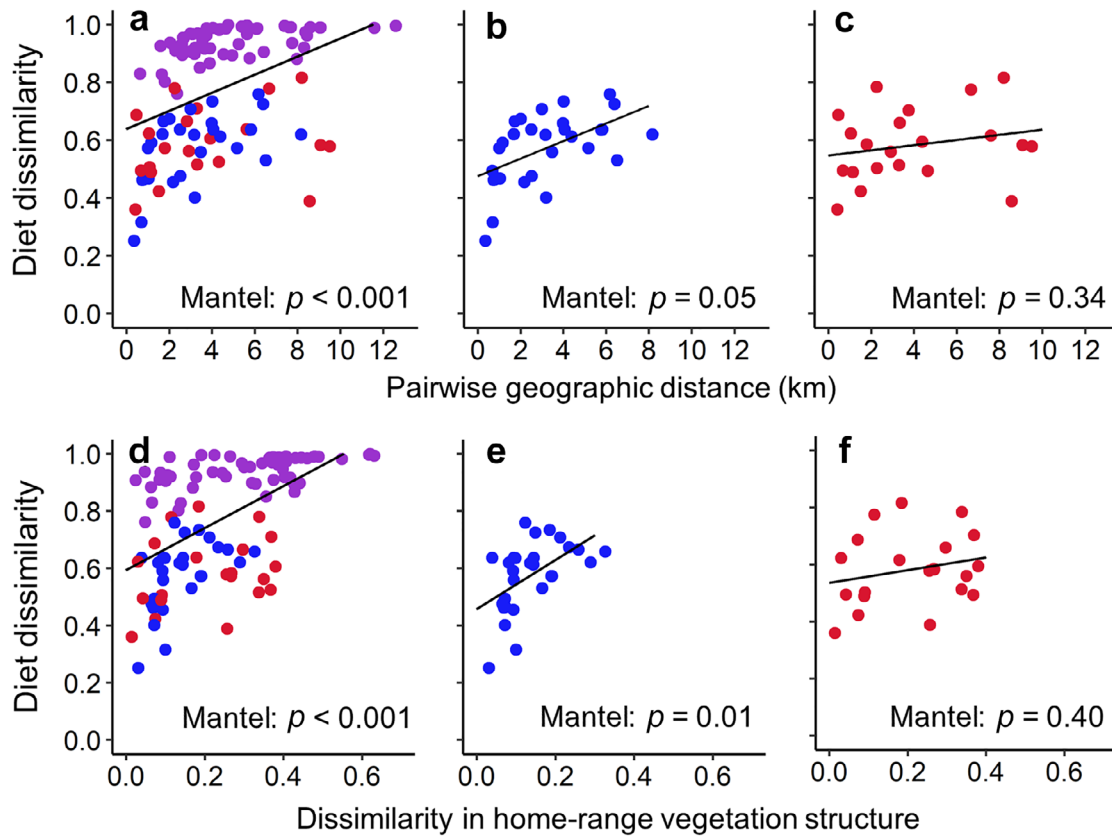 a b c
Diet dissimilarity
1.0
0.8
0.6
0.4
0.2
0.0
Mantel: p < 0.001
Mantel: p = 0.05
Mantel: p = 0.34
0 2 4 6 8 10 12
0 2 4 6 8 10 12
0 2 4 6 8 10 12
Pairwise geographic distance (km)
d e f
Diet dissimilarity
1.0
0.8
0.6
0.4
0.2
0.0
Mantel: p < 0.001
Mantel: p = 0.01
Mantel: p = 0.40
0.0 0.2 0.4 0.6
0.0 0.2 0.4 0.6
0.0 0.2 0.4 0.6
Dissimilarity in home-range vegetation structure